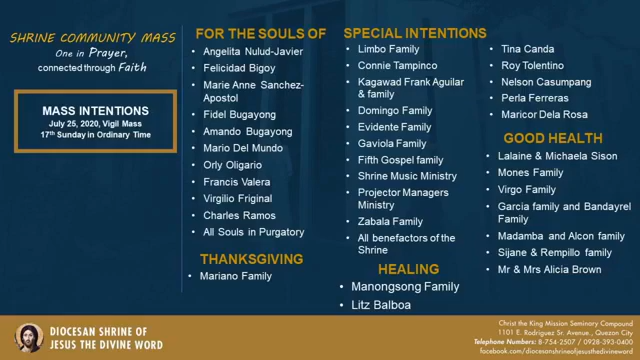 SHRINE COMMUNITY MASS
One in Prayer,
connected through Faith
MASS INTENTIONS
July 25, 2020, Vigil Mass
17th Sunday in Ordinary Time
FOR THE SOULS OF
• Angelita Nulud-Javier
• Felicidad Bigoy
• Marie Anne Sanchez-
Apostol
• Fidel Bugayong
• Amando Bugayong
• Mario Del Mundo
• Orly Oligario
• Francis Valera
• Virgilio Friginal
• Charles Ramos
• All Souls in Purgatory
THANKSGIVING
• Mariano Family
SPECIAL INTENTIONS
• Limbo Family
• Connie Tampinco
• Kagawad Frank Aguilar
& family
• Domingo Family
• Evidente Family
• Gaviola Family
• Fifth Gospel family
• Shrine Music Ministry
• Projector Managers
Ministry
• Zabala Family
• All benefactors of the
Shrine
HEALING
• Manongsong Family
• Litz Balboa
• Tina Canda
• Roy Tolentino
• Nelson Casumpang
• Perla Ferreras
• Maricor Dela Rosa
GOOD HEALTH
• Lalaine & Michaela Sison
• Mones Family
• Virgo Family
• Garcia family and Bandayrel
Family
• Madamba and Alcon family
• Sijane & Rempillo family
• Mr & Mrs Alicia Brown
DIOCESAN SHRINE OF
JESUS THE DIVINE WORD
Christ the King Mission Seminary Compound
1101 E. Rodriguez Sr. Avenue., Quezon City
Telephone Numbers: 8-754-2507 / 0928-393-0400
facebook.com/diocesanshrineofjesusthedivineword